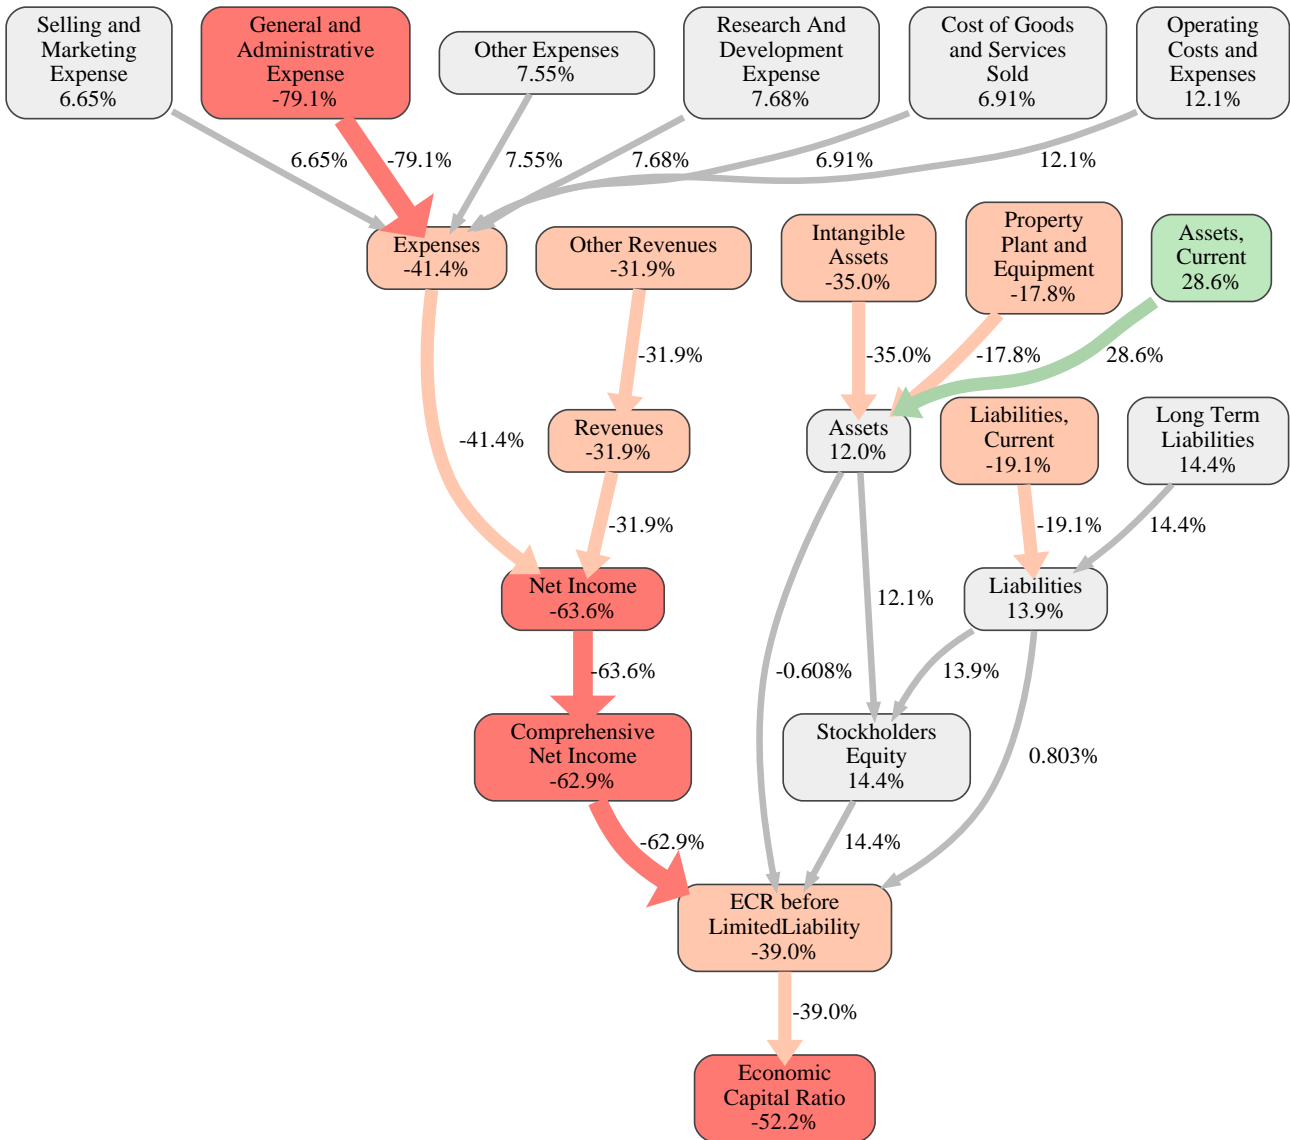 Selling and
Marketing
Expense
6.65%
General and
Administrative
Expense
-79.1%
Other Expenses
7.55%
Research And
Development
Expense
7.68%
Cost of Goods
and Services
Sold
6.91%
Operating
Costs and
Expenses
12.1%
6.65%
-79.1%
7.55%
7.68%
6.91%
12.1%
Expenses
-41.4%
Other Revenues
-31.9%
Intangible
Assets
-35.0%
Property
Plant and
Equipment
-17.8%
Assets,
Current
28.6%
-31.9%
-35.0%
-17.8%
28.6%
-41.4%
Revenues
-31.9%
Assets
12.0%
Liabilities,
Current
-19.1%
Long Term
Liabilities
14.4%
-31.9%
-19.1%
14.4%
Net Income
-63.6%
12.1%
Liabilities
13.9%
-63.6%
-0.608%
13.9%
Comprehensive
Net Income
-62.9%
Stockholders
Equity
14.4%
0.803%
-62.9%
14.4%
ECR before
LimitedLiability
-39.0%
-39.0%
Economic
Capital Ratio
-52.2%